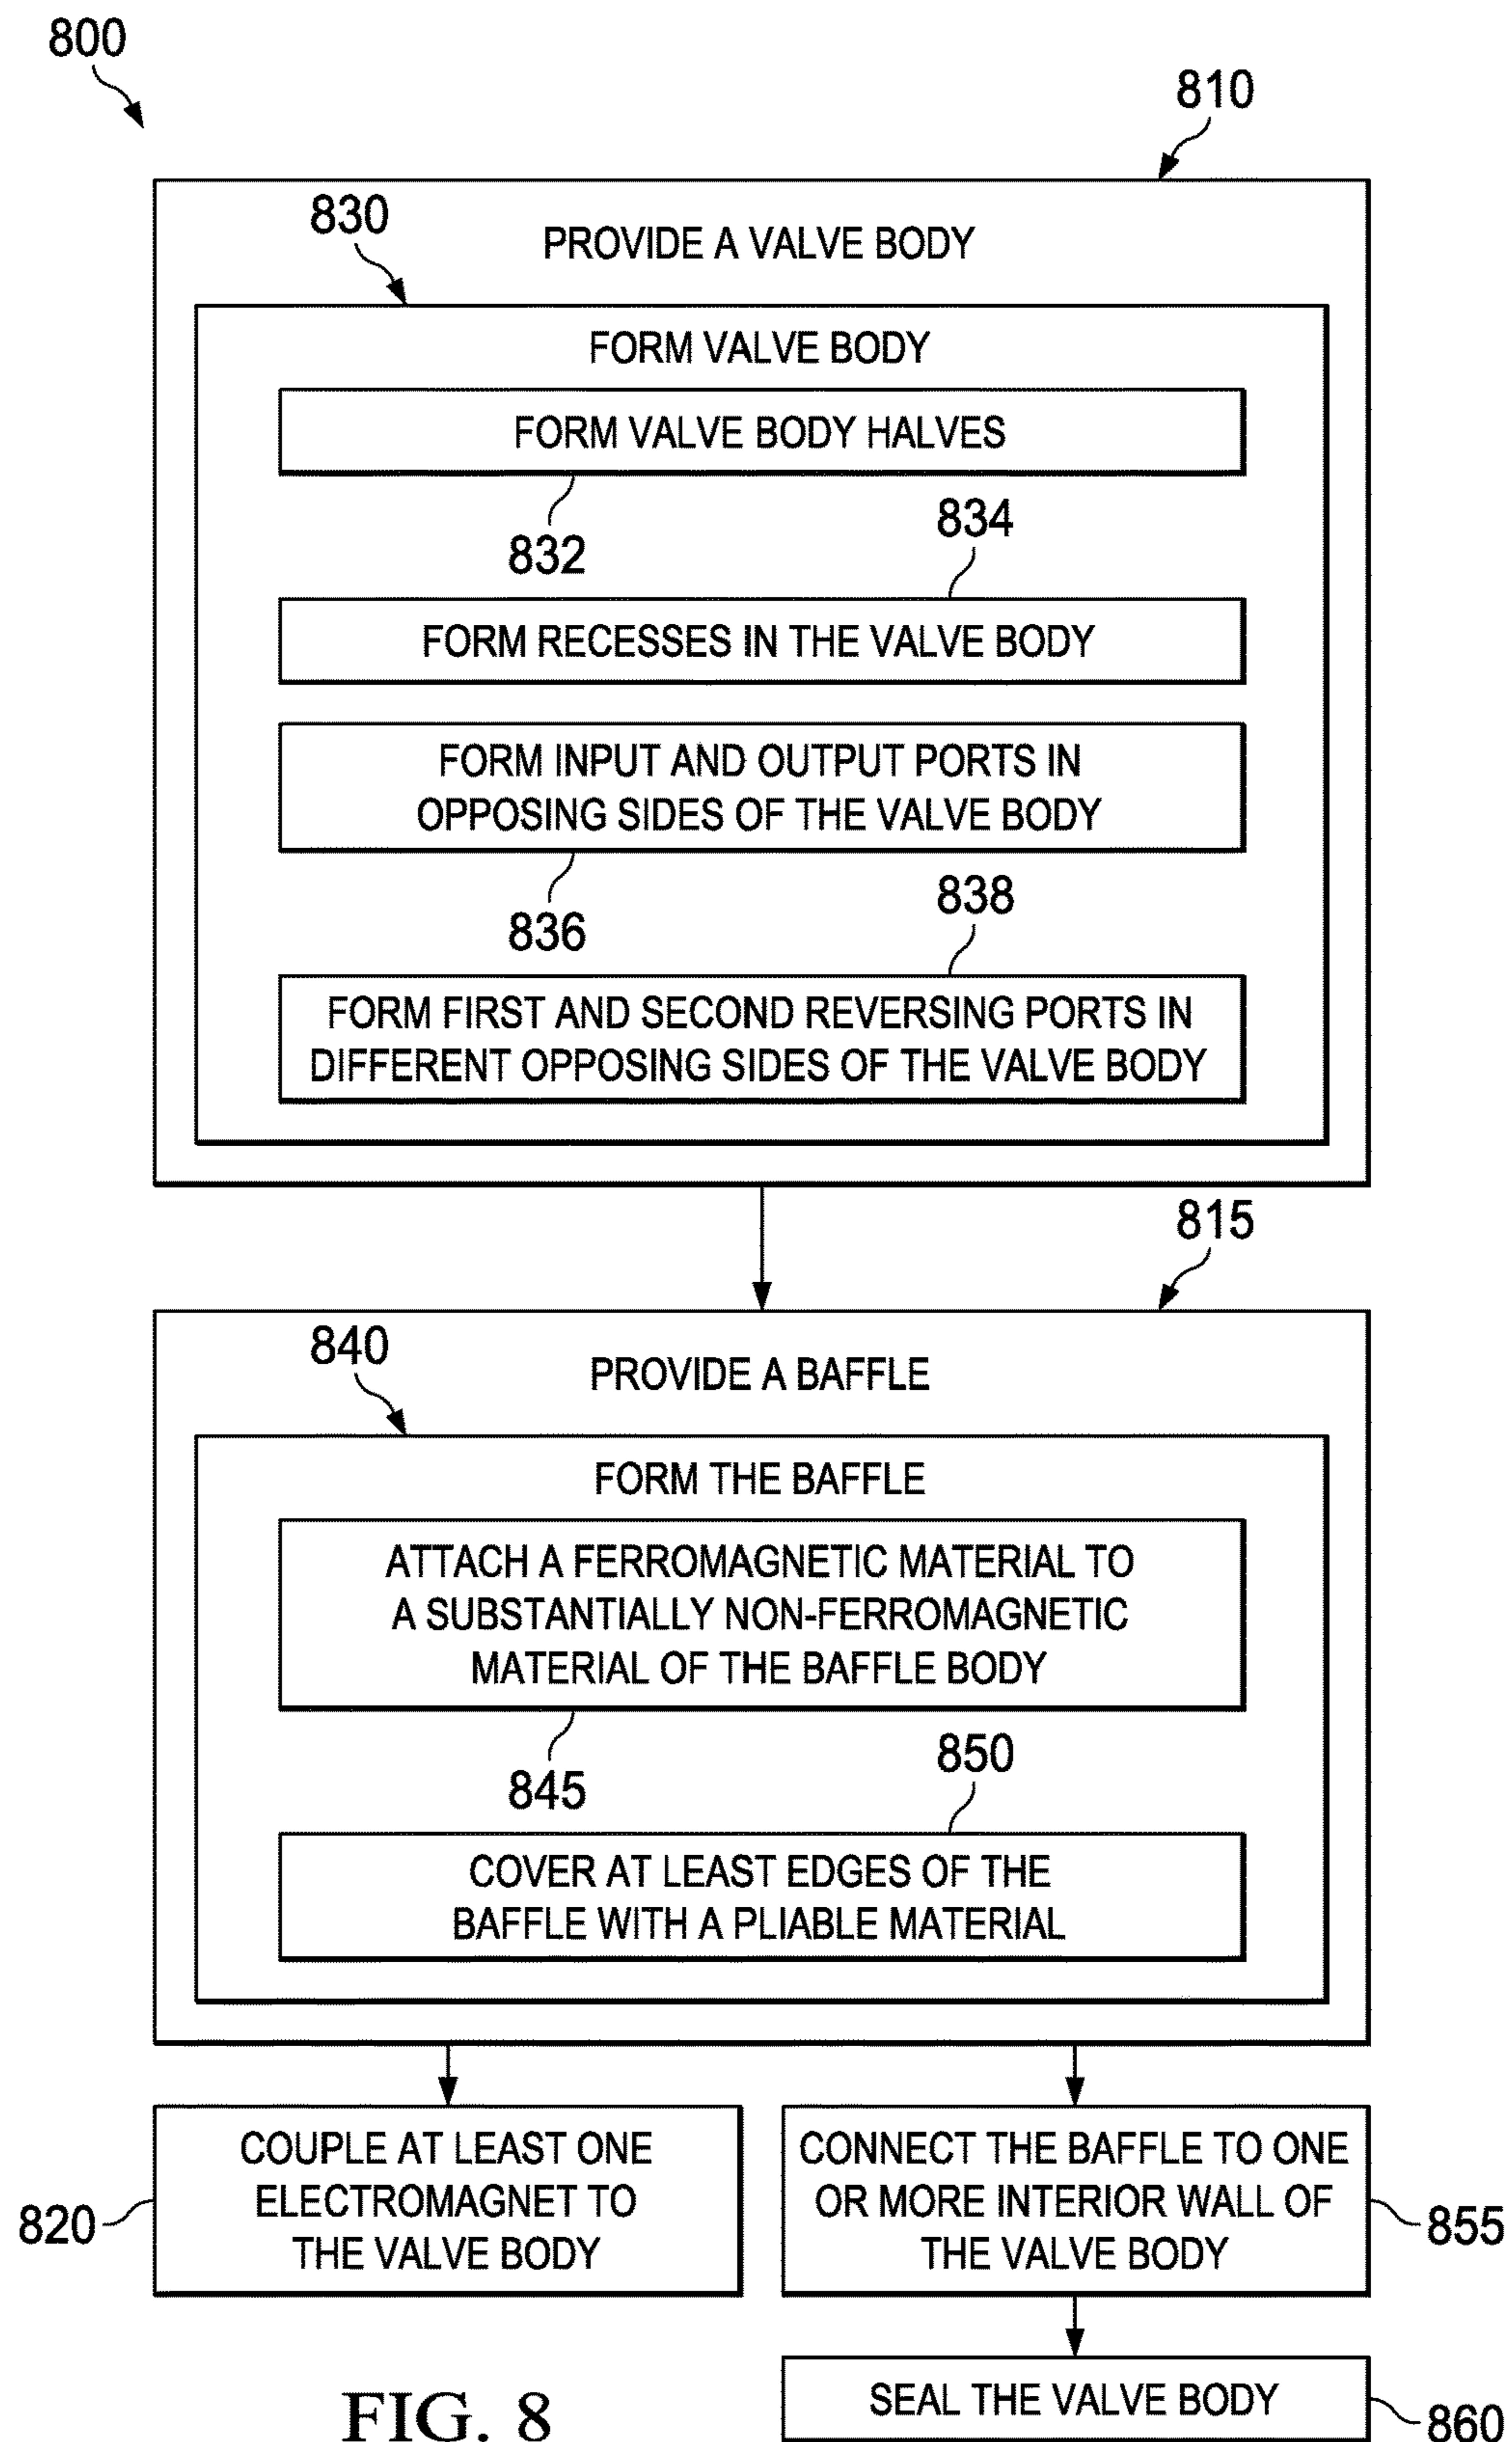 800
810
830
PROVIDE A VALVE BODY
FORM VALVE BODY
FORM VALVE BODY HALVES
832
834
FORM RECESSES IN THE VALVE BODY
FORM INPUT AND OUTPUT PORTS IN
OPPOSING SIDES OF THE VALVE BODY
836
838
FORM FIRST AND SECOND REVERSING PORTS IN
DIFFERENT OPPOSING SIDES OF THE VALVE BODY
815
840
PROVIDE A BAFFLE
FORM THE BAFFLE
ATTACH A FERROMAGNETIC MATERIAL TO
A SUBSTANTIALLY NON-FERROMAGNETIC
MATERIAL OF THE BAFFLE BODY
845
850
COVER AT LEAST EDGES OF THE
BAFFLE WITH A PLIABLE MATERIAL
820
COUPLE AT LEAST ONE
ELECTROMAGNET TO
THE VALVE BODY
CONNECT THE BAFFLE TO ONE
OR MORE INTERIOR WALL OF
THE VALVE BODY
855
SEAL THE VALVE BODY
860
FIG. 8